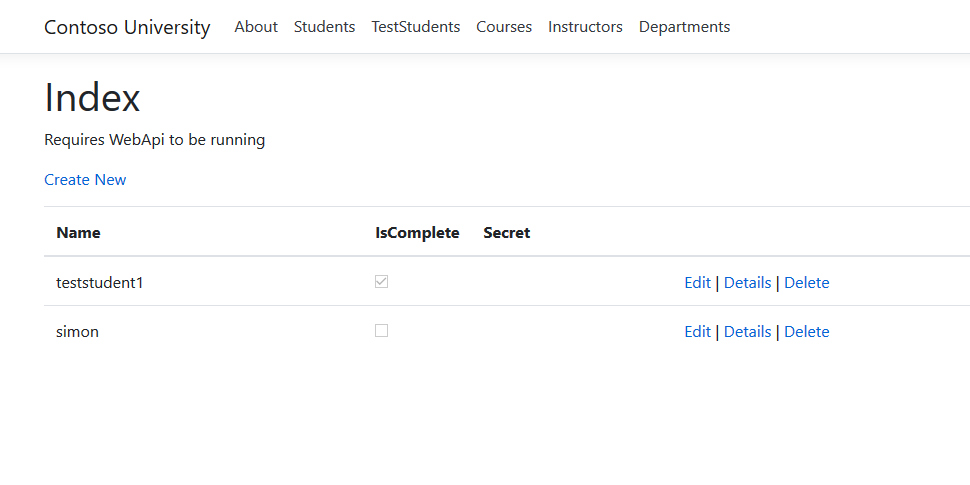 Contoso University About Students TestStudents Courses Instructors Departments
Index
Requires WebApi to be running
Create New
Name IsComplete Secret
teststudent1 Edit | Details | Delete
simon Edit | Details | Delete